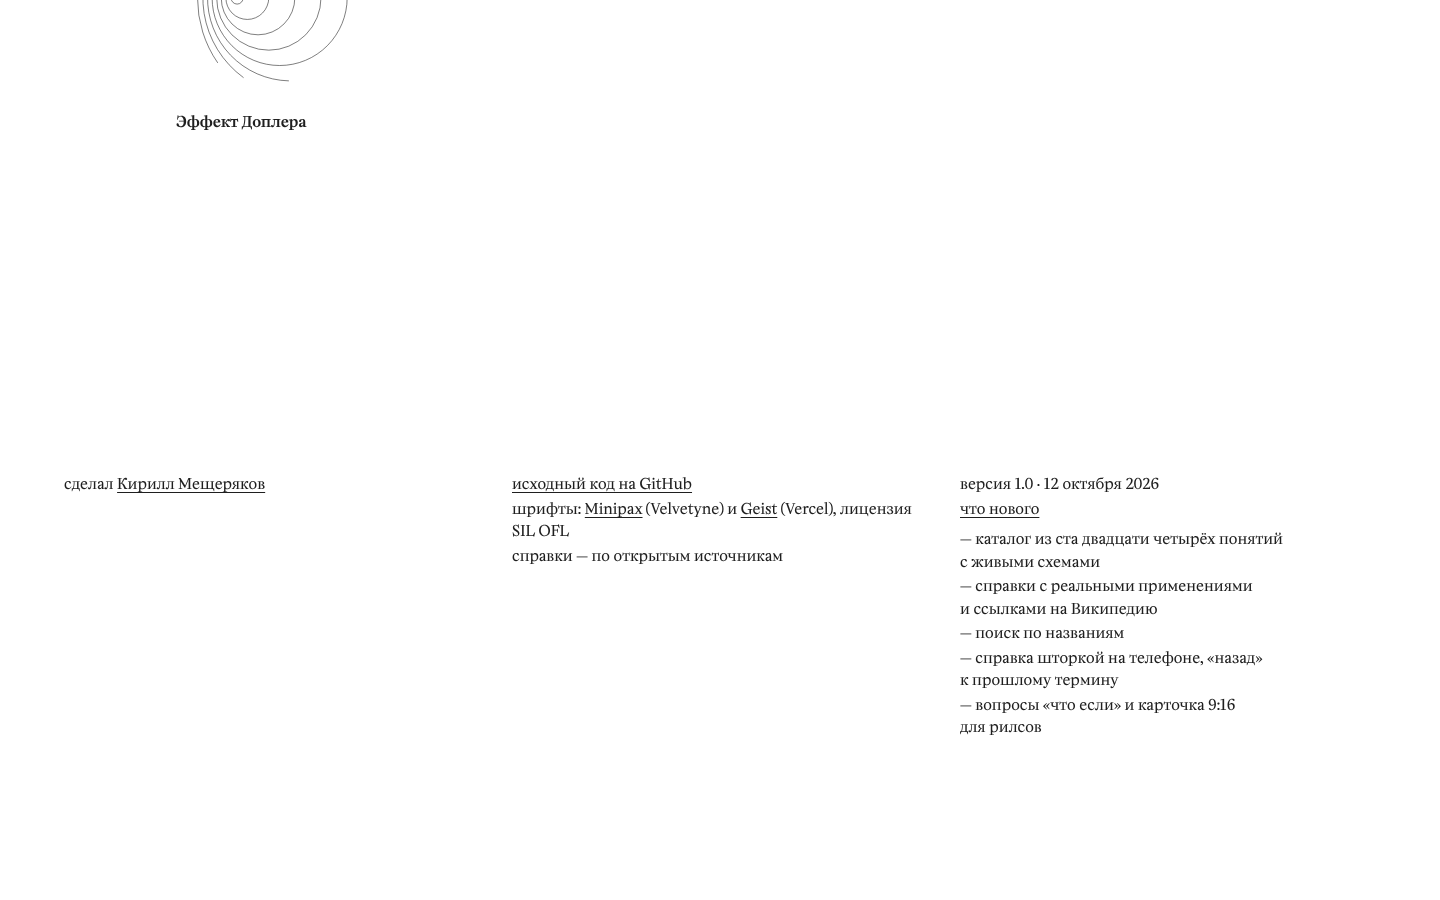 Эффект Доплера
сделал Кирилл Мещеряков
исходный код на GitHub
шрифты: Minipax (Velvetyne) и Geist (Vercel), лицензия
SIL OFL
справки — по открытым источникам
версия 1.0 · 12 октября 2026
что нового
— каталог из ста двадцати четырёх понятий
с живыми схемами
— справки с реальными применениями
и ссылками на Википедию
— поиск по названиям
— справка шторкой на телефоне, «назад»
к прошлому термину
— вопросы «что если» и карточка 9:16
для рилсов